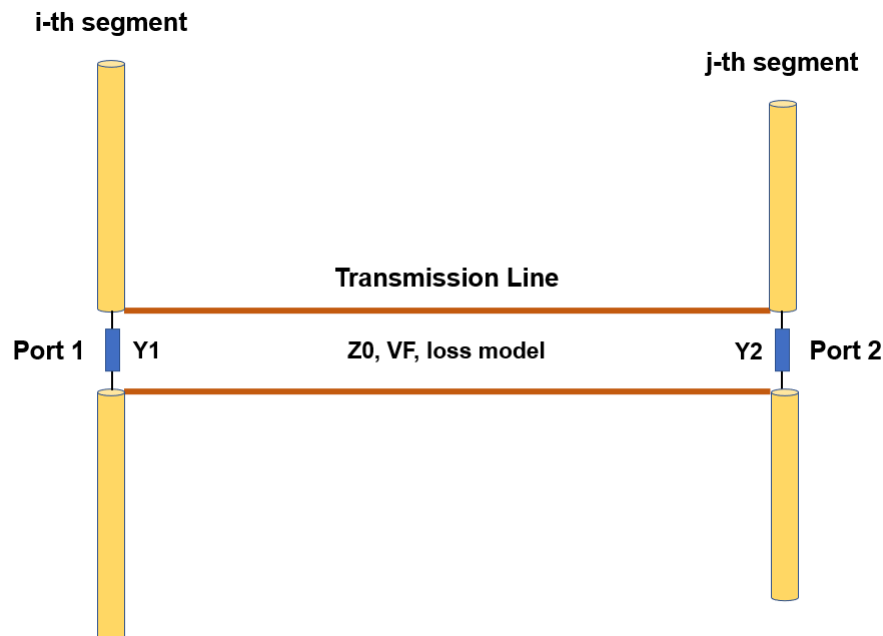 i-th segment
j-th segment
Transmission Line
Port 1
Y1
Z0, VF, loss model
Y2
Port 2